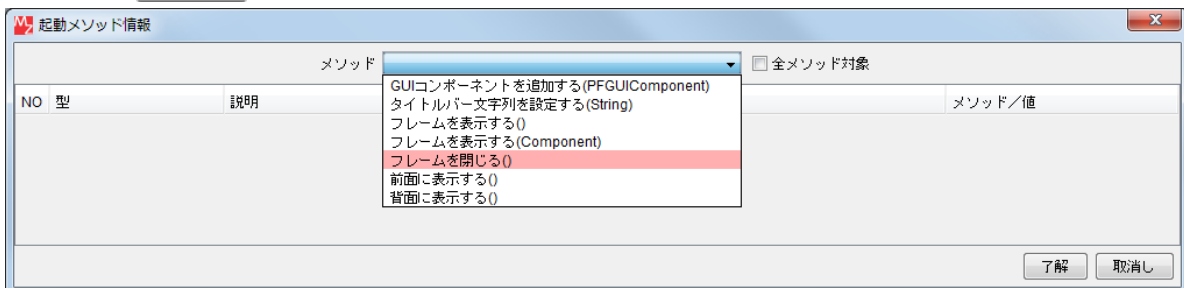 起動メソッド情報
メソッド 全メソッド対象
GUIコンポーネントを追加する(PFGUIComponent)
NO 型 説明 メソッド／値
タイトルバー文字列を設定する(String)
フレームを表示する()
フレームを表示する(Component)
フレームを閉じる()
前面に表示する()
背面に表示する()
了解 取消し